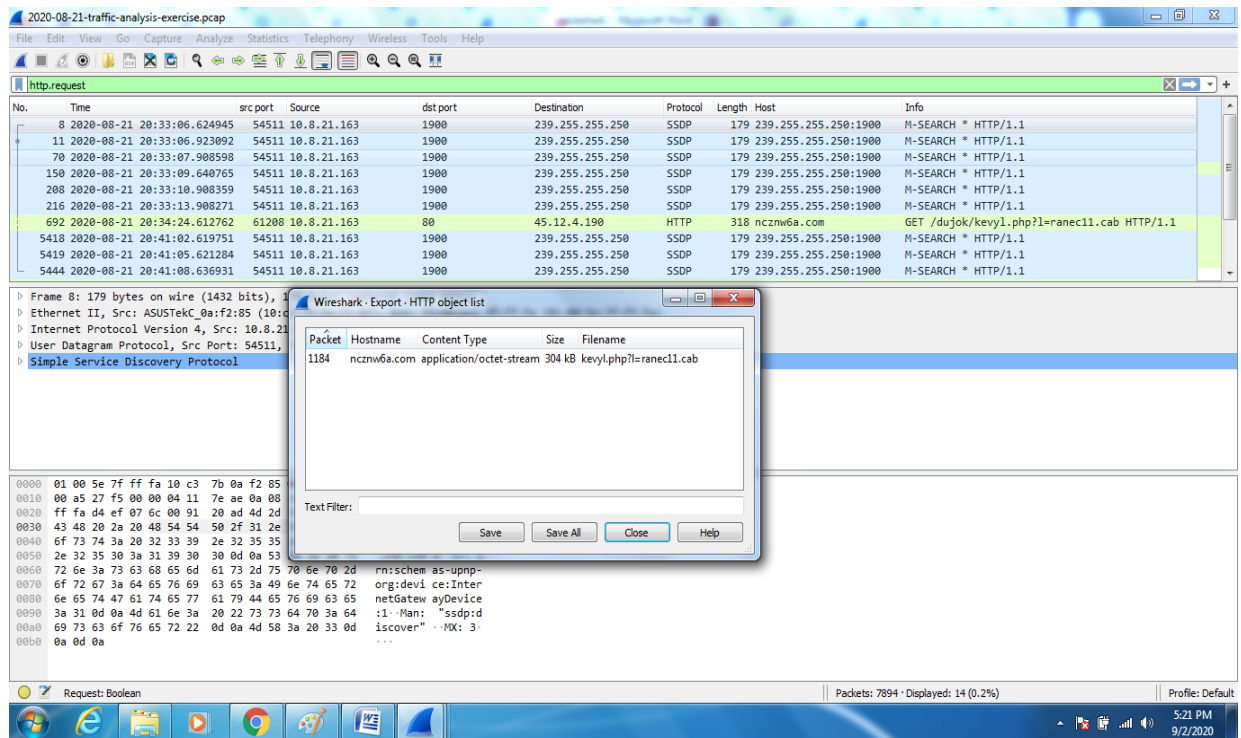 2020-08-21-traffic-analysis-exercise.pcap
File Edit View Go Capture Analyze Statistics Telephony Wireless Tools Help
http.request
No. Time src port Source dst port Destination Protocol Length Host Info
8 2020-08-21 20:33:06.624945 54511 10.8.21.163 1900 239.255.255.250 SSDP 179 239.255.255.250:1900 M-SEARCH * HTTP/1.1
11 2020-08-21 20:33:06.923092 54511 10.8.21.163 1900 239.255.255.250 SSDP 179 239.255.255.250:1900 M-SEARCH * HTTP/1.1
70 2020-08-21 20:33:07.908598 54511 10.8.21.163 1900 239.255.255.250 SSDP 179 239.255.255.250:1900 M-SEARCH * HTTP/1.1
150 2020-08-21 20:33:09.640765 54511 10.8.21.163 1900 239.255.255.250 SSDP 179 239.255.255.250:1900 M-SEARCH * HTTP/1.1
208 2020-08-21 20:33:10.908359 54511 10.8.21.163 1900 239.255.255.250 SSDP 179 239.255.255.250:1900 M-SEARCH * HTTP/1.1
216 2020-08-21 20:33:13.908271 54511 10.8.21.163 1900 239.255.255.250 SSDP 179 239.255.255.250:1900 M-SEARCH * HTTP/1.1
692 2020-08-21 20:34:24.612762 61208 10.8.21.163 80 45.12.4.190 HTTP 318 ncznw6a.com GET /dujok/kevyl.php?l=ranec11.cab HTTP/1.1
5418 2020-08-21 20:41:02.619751 54511 10.8.21.163 1900 239.255.255.250 SSDP 179 239.255.255.250:1900 M-SEARCH * HTTP/1.1
5419 2020-08-21 20:41:05.621284 54511 10.8.21.163 1900 239.255.255.250 SSDP 179 239.255.255.250:1900 M-SEARCH * HTTP/1.1
5444 2020-08-21 20:41:08.636931 54511 10.8.21.163 1900 239.255.255.250 SSDP 179 239.255.255.250:1900 M-SEARCH * HTTP/1.1
Frame 8: 179 bytes on wire (1432 bits), 1
Ethernet II, Src: ASUSTekC_0a:f2:85 (10:c
Internet Protocol Version 4, Src: 10.8.21
User Datagram Protocol, Src Port: 54511,
Simple Service Discovery Protocol
Wireshark · Export · HTTP object list
Packet Hostname Content Type Size Filename
1184 ncznw6a.com application/octet-stream 304 kB kevyl.php?l=ranec11.cab
Text Filter:
Save Save All Close Help
0000 01 00 5e 7f ff fa 10 c3 7b 0a f2 85
0010 00 a5 27 f5 00 00 04 11 7e ae 0a 08
0020 ff fa d4 ef 07 6c 00 91 20 ad 4d 2d
0030 43 48 20 2a 20 48 54 54 50 2f 31 2e
0040 6f 73 74 3a 20 32 33 39 2e 32 35 35
0050 2e 32 35 30 3a 31 39 30 30 0d 0a 53
0060 72 6e 3a 73 63 68 65 6d 61 73 2d 75 70 6e 70 2d rn:schem as-upnp-
0070 6f 72 67 3a 64 65 76 69 63 65 3a 49 6e 74 65 72 org:devi ce:Inter
0080 6e 65 74 47 61 74 65 77 61 79 44 65 76 69 63 65 netGatew ayDevice
0090 3a 31 0d 0a 4d 61 6e 3a 20 22 73 73 64 70 3a 64 :1··Man: "ssdp:d
00a0 69 73 63 6f 76 65 72 22 0d 0a 4d 58 3a 20 33 0d iscover" ··MX: 3·
00b0 0a 0d 0a ···
Request: Boolean Packets: 7894 · Displayed: 14 (0.2%) Profile: Default
5:21 PM
9/2/2020